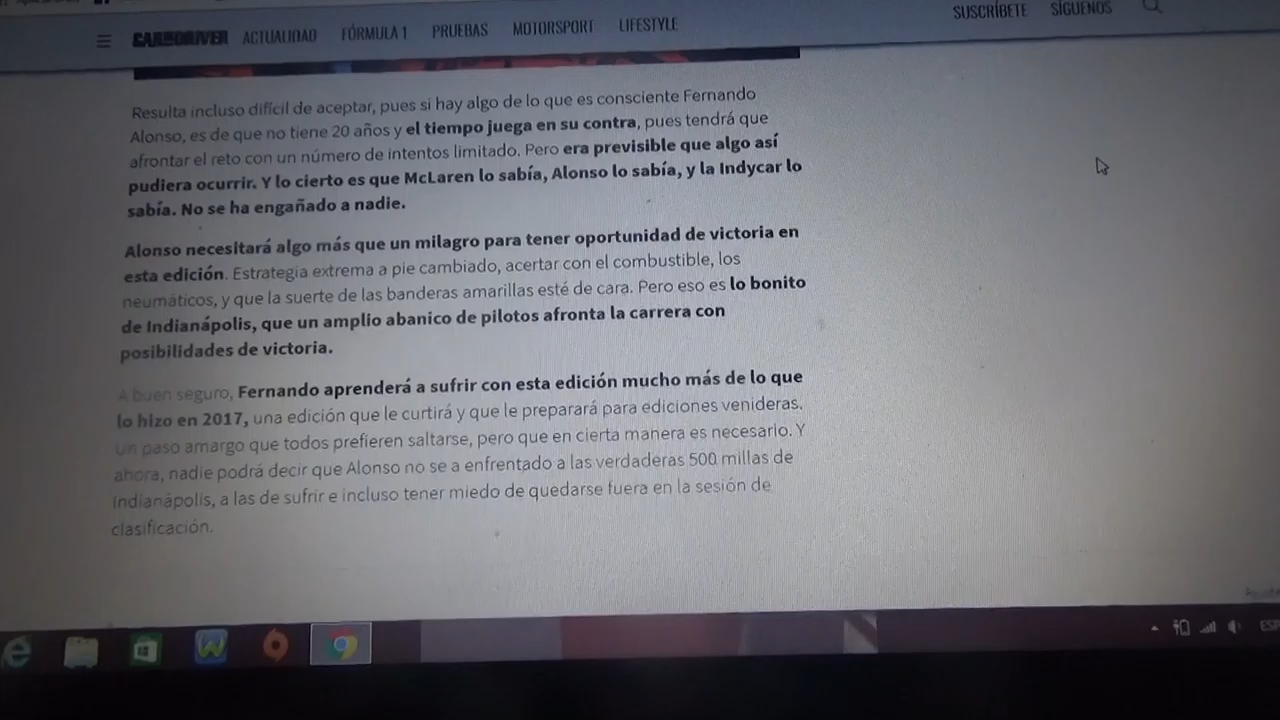 CAR and DRIVER ACTUALIDAD FÓRMULA 1 PRUEBAS MOTORSPORT LIFESTYLE SUSCRÍBETE SÍGUENOS
Resulta incluso difícil de aceptar, pues si hay algo de lo que es consciente Fernando
Alonso, es de que no tiene 20 años y el tiempo juega en su contra, pues tendrá que
afrontar el reto con un número de intentos limitado. Pero era previsible que algo así
pudiera ocurrir. Y lo cierto es que McLaren lo sabía, Alonso lo sabía, y la Indycar lo
sabía. No se ha engañado a nadie.
Alonso necesitará algo más que un milagro para tener oportunidad de victoria en
esta edición. Estrategia extrema a pie cambiado, acertar con el combustible, los
neumáticos, y que la suerte de las banderas amarillas esté de cara. Pero eso es lo bonito
de Indianápolis, que un amplio abanico de pilotos afronta la carrera con
posibilidades de victoria.
A buen seguro, Fernando aprenderá a sufrir con esta edición mucho más de lo que
lo hizo en 2017, una edición que le curtirá y que le preparará para ediciones venideras.
Un paso amargo que todos prefieren saltarse, pero que en cierta manera es necesario. Y
ahora, nadie podrá decir que Alonso no se a enfrentado a las verdaderas 500 millas de
Indianápolis, a las de sufrir e incluso tener miedo de quedarse fuera en la sesión de
clasificación.
ESP